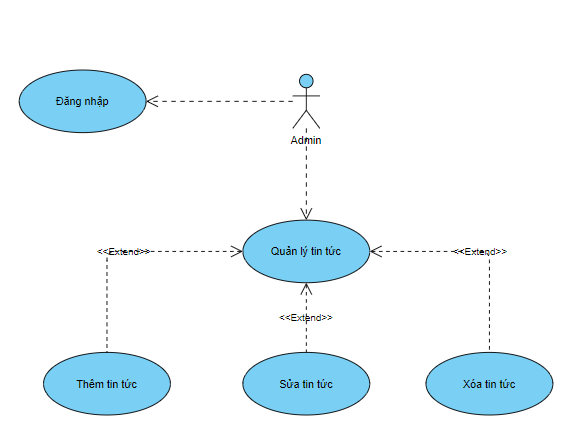 Đăng nhập
Admin
Quản lý tin tức
<<Extend>>
<<Extend>>
<<Extend>>
Thêm tin tức
Sửa tin tức
Xóa tin tức